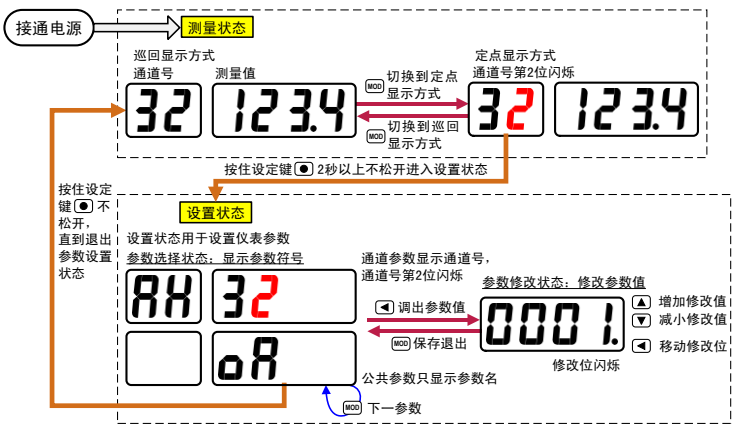 接通电源
测量状态
巡回显示方式
通道号
测量值
32
123.4
MOD
切换到定点
显示方式
MOD
切换到巡回
显示方式
定点显示方式
通道号第2位闪烁
32
123.4
按住设定键 2秒以上不松开进入设置状态
按住设定
键 不
松开,
直到退出
参数设置
状态
设置状态
设置状态用于设置仪表参数
参数选择状态：显示参数符号
AH
32
oA
通道参数显示通道号,
通道号第2位闪烁
调出参数值
MOD 保存退出
公共参数只显示参数名
MOD 下一参数
参数修改状态：修改参数值
0001.
修改位闪烁
增加修改值
减小修改值
移动修改位